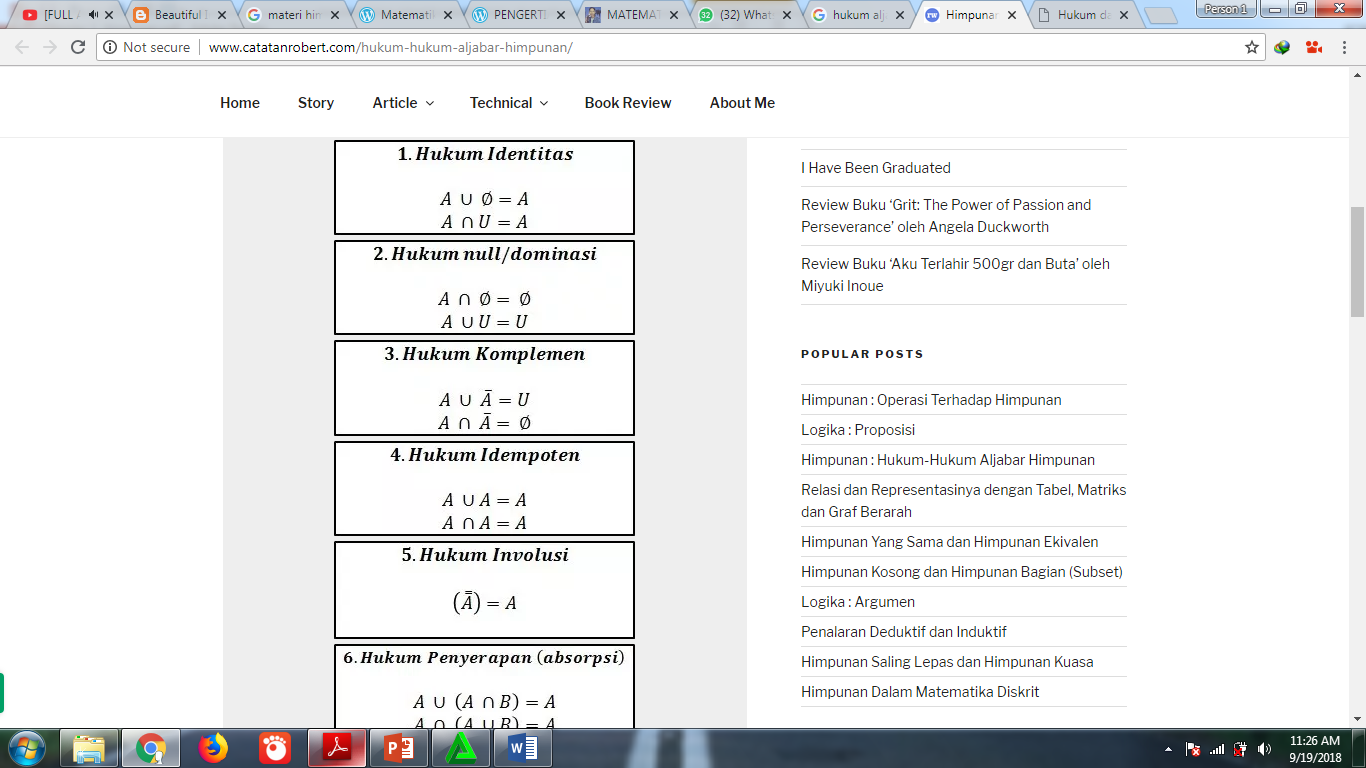 [FULL A
Beautiful I
materi him
Matematik
PENGERTI
MATEMAT
(32) Whats
hukum alj
Himpunan
Hukum da
Person 1
Not secure
www.catatanrobert.com/hukum-hukum-aljabar-himpunan/
Home Story Article Technical Book Review About Me
1. Hukum Identitas
A ∪ ∅ = A
A ∩ U = A
2. Hukum null/dominasi
A ∩ ∅ = ∅
A ∪ U = U
3. Hukum Komplemen
A ∪ Ā = U
A ∩ Ā = ∅
4. Hukum Idempoten
A ∪ A = A
A ∩ A = A
5. Hukum Involusi
(A̿) = A
6. Hukum Penyerapan (absorpsi)
A ∪ (A ∩ B) = A
A ∩ (A ∪ B) = A
I Have Been Graduated
Review Buku ‘Grit: The Power of Passion and
Perseverance’ oleh Angela Duckworth
Review Buku ‘Aku Terlahir 500gr dan Buta’ oleh
Miyuki Inoue
POPULAR POSTS
Himpunan : Operasi Terhadap Himpunan
Logika : Proposisi
Himpunan : Hukum-Hukum Aljabar Himpunan
Relasi dan Representasinya dengan Tabel, Matriks
dan Graf Berarah
Himpunan Yang Sama dan Himpunan Ekivalen
Himpunan Kosong dan Himpunan Bagian (Subset)
Logika : Argumen
Penalaran Deduktif dan Induktif
Himpunan Saling Lepas dan Himpunan Kuasa
Himpunan Dalam Matematika Diskrit
11:26 AM
9/19/2018